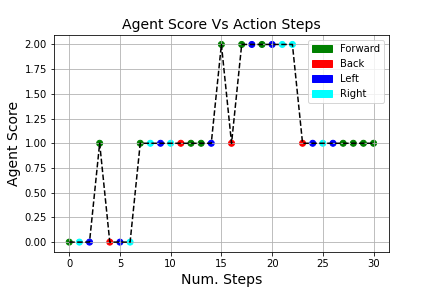 Agent Score Vs Action Steps
Agent Score
2.00
1.75
1.50
1.25
1.00
0.75
0.50
0.25
0.00
Forward
Back
Left
Right
0 5 10 15 20 25 30
Num. Steps